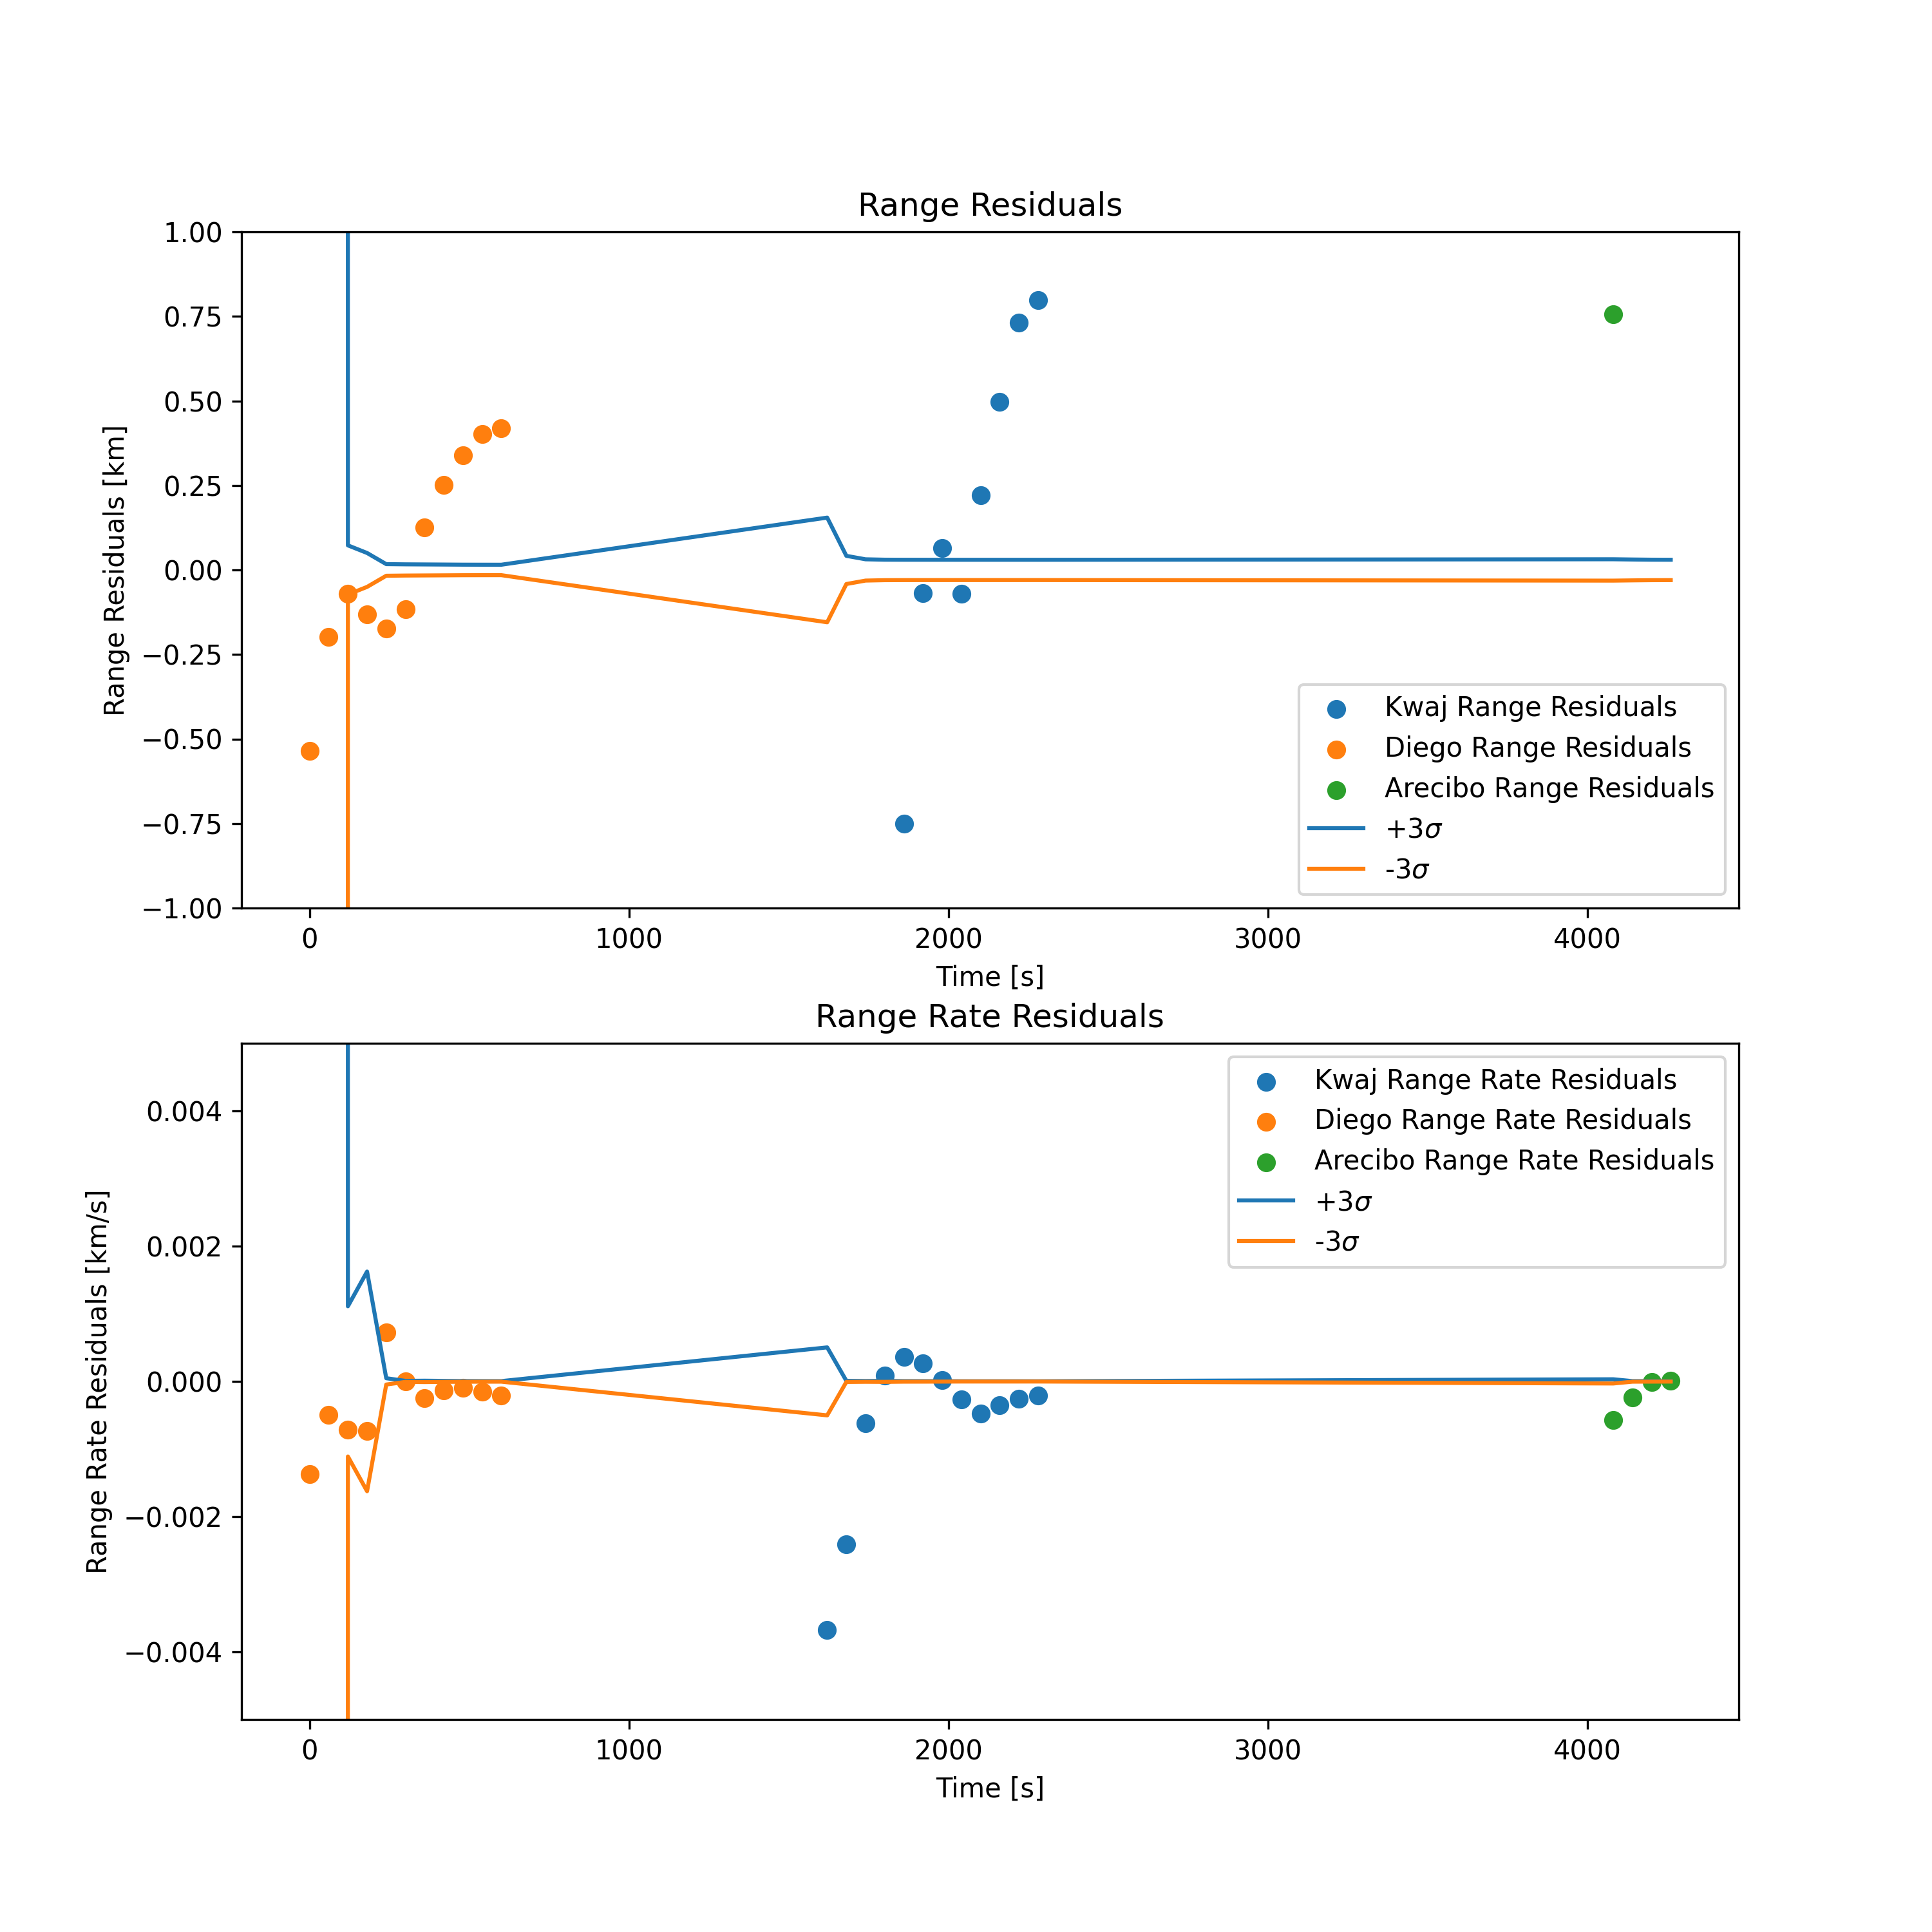 Range Residuals
1.00
0.75
0.50
0.25
0.00
−0.25
−0.50
−0.75
−1.00
Range Residuals [km]
Kwaj Range Residuals
Diego Range Residuals
Arecibo Range Residuals
+3σ
-3σ
0 1000 2000 3000 4000
Time [s]
Range Rate Residuals
0.004
0.002
0.000
−0.002
−0.004
Range Rate Residuals [km/s]
Kwaj Range Rate Residuals
Diego Range Rate Residuals
Arecibo Range Rate Residuals
+3σ
-3σ
0 1000 2000 3000 4000
Time [s]